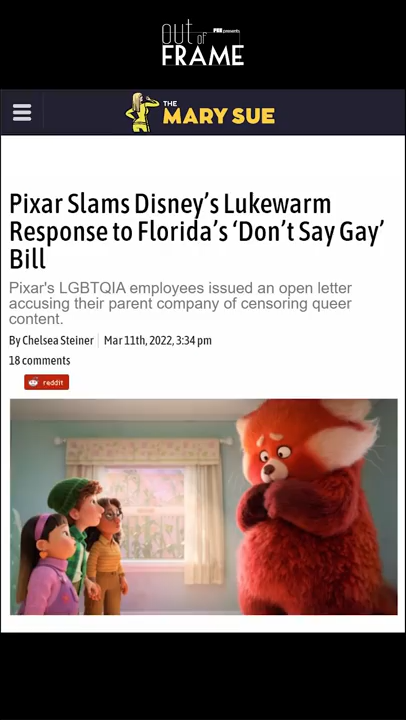 OUT OF
FEE presents
FRAME
THE
MARY SUE
Pixar Slams Disney’s Lukewarm
Response to Florida’s ‘Don’t Say Gay’
Bill
Pixar's LGBTQIA employees issued an open letter
accusing their parent company of censoring queer
content.
By Chelsea Steiner Mar 11th, 2022, 3:34 pm
18 comments
reddit